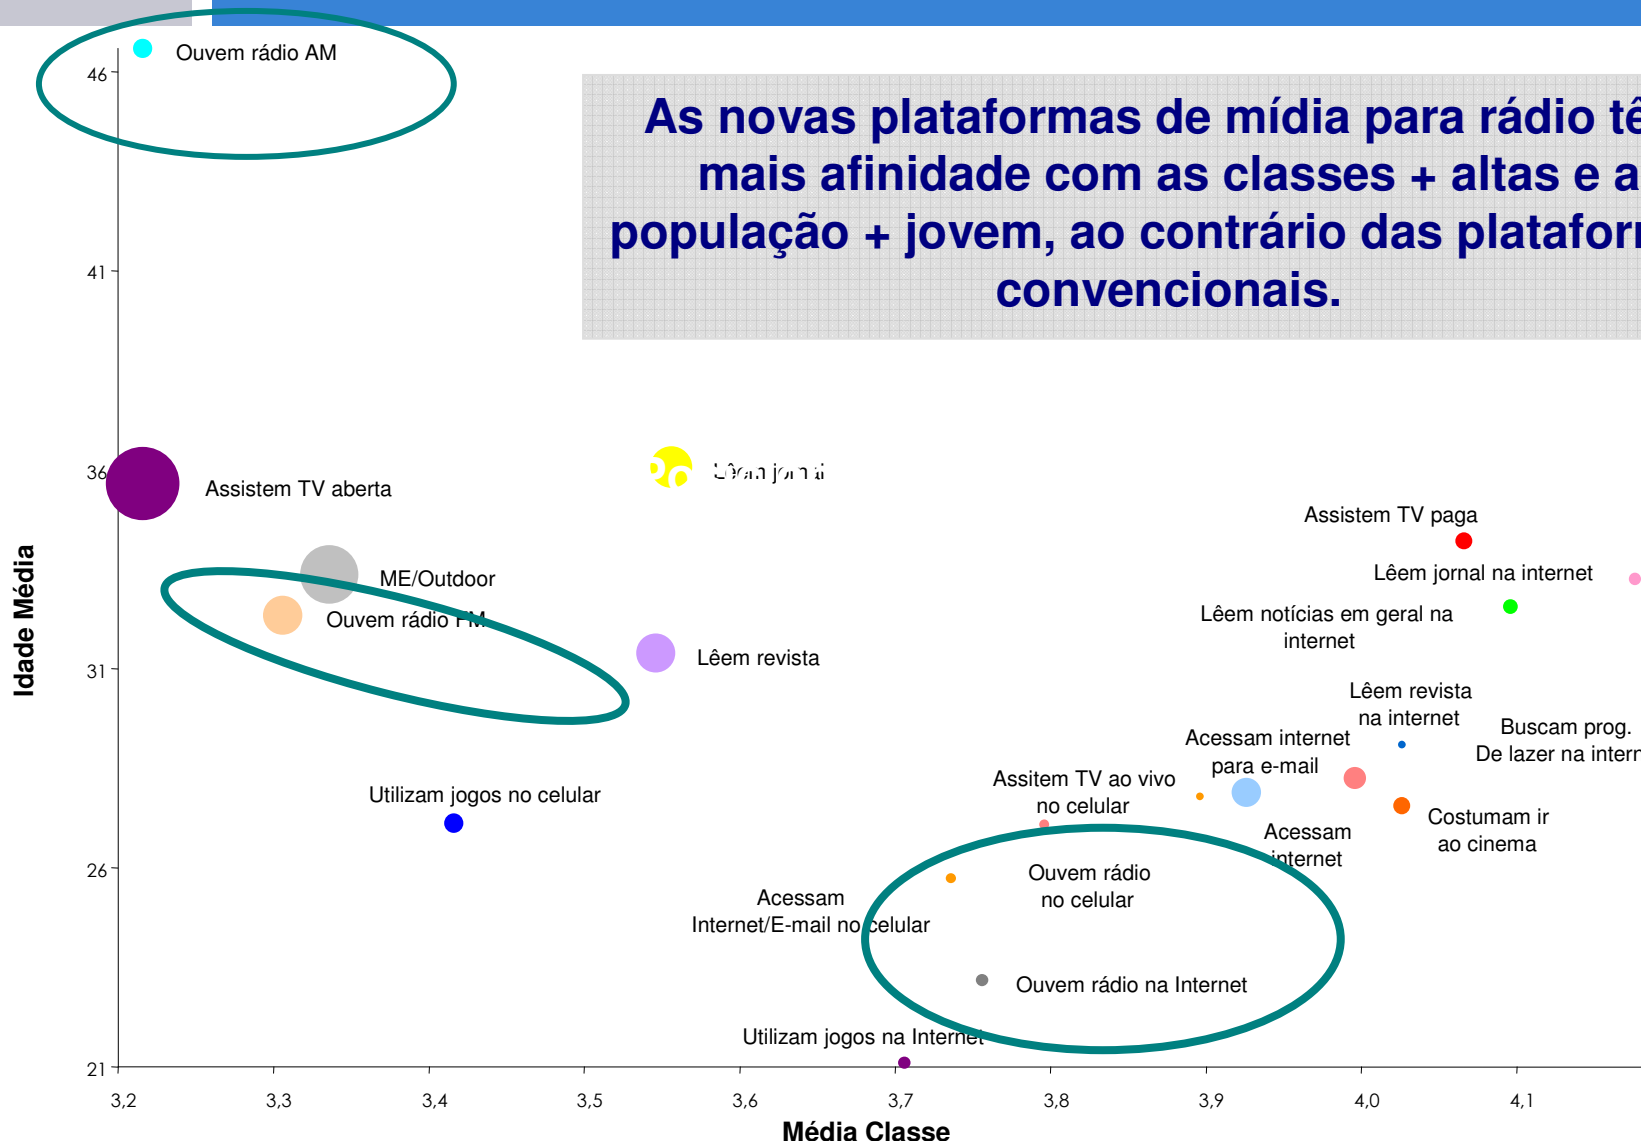 Ouvem rádio AM
46
As novas plataformas de mídia para rádio tê
mais afinidade com as classes + altas e a
população + jovem, ao contrário das platafor
convencionais.
41
36
Lêem jornal
Assistem TV aberta
Assistem TV paga
Idade Média
ME/Outdoor
Lêem jornal na internet
Ouvem rádio FM
Lêem notícias em geral na
internet
31
Lêem revista
Lêem revista
na internet
Buscam prog.
De lazer na intern
Acessam internet
para e-mail
Assitem TV ao vivo
no celular
Utilizam jogos no celular
Costumam ir
ao cinema
Acessam
internet
26
Ouvem rádio
no celular
Acessam
Internet/E-mail no celular
Ouvem rádio na Internet
Utilizam jogos na Internet
21
3,2 3,3 3,4 3,5 3,6 3,7 3,8 3,9 4,0 4,1
Média Classe